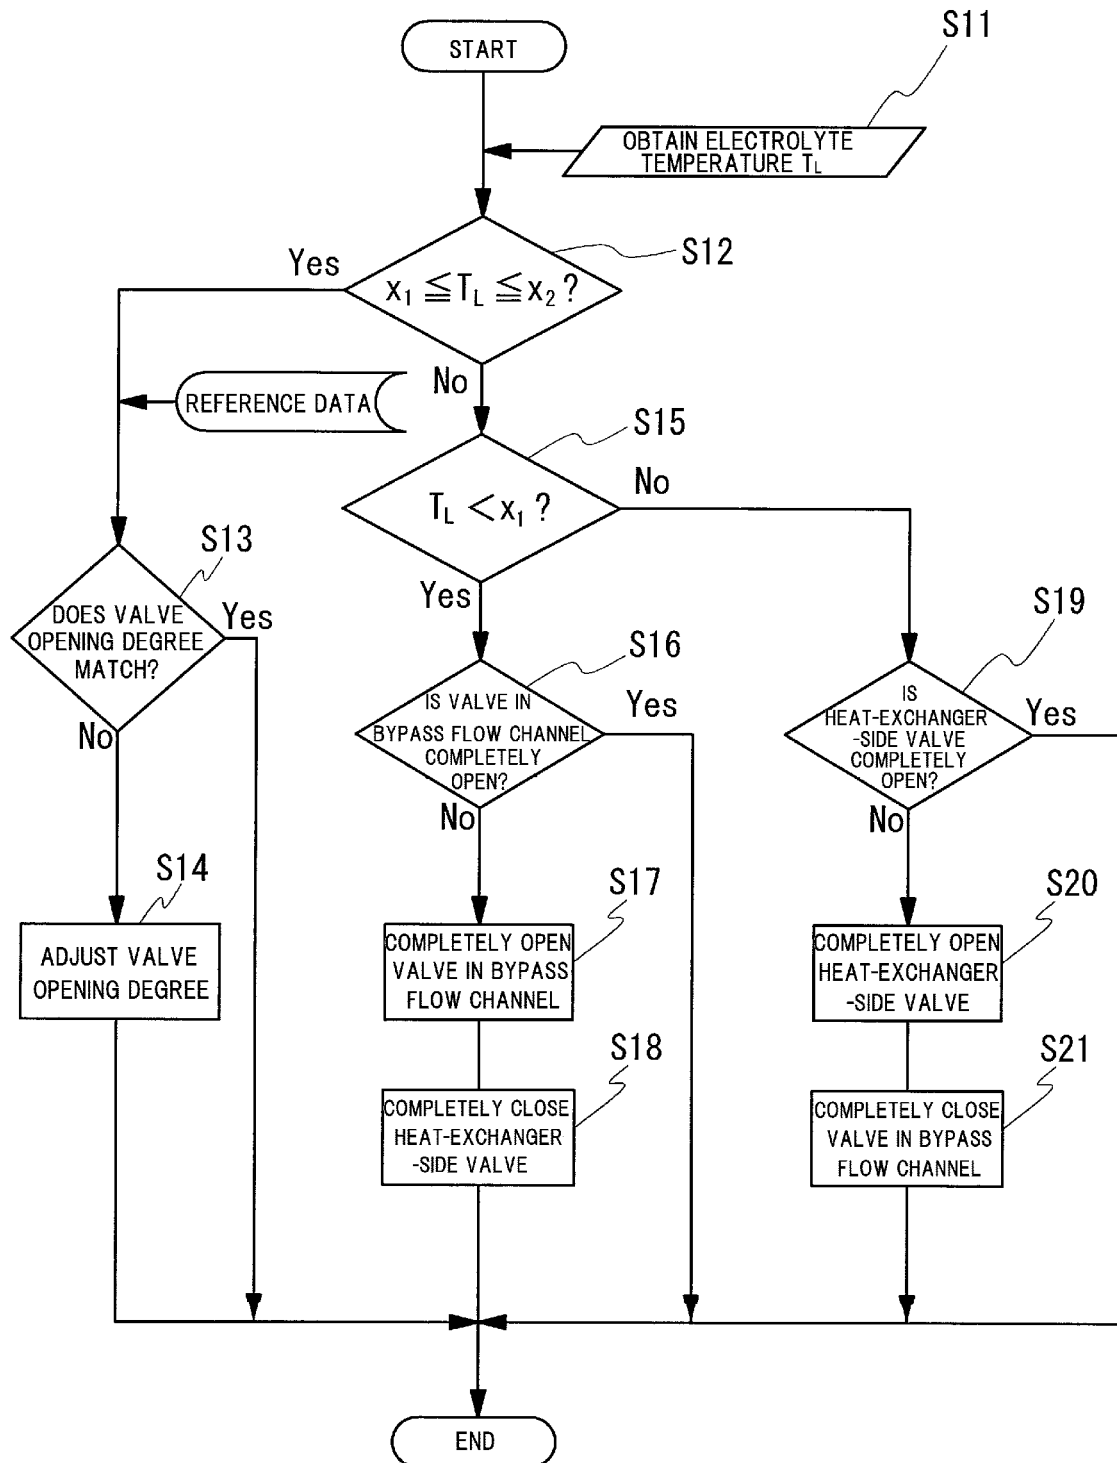 S11
START
OBTAIN ELECTROLYTE
TEMPERATURE TL
S12
Yes
x1 ≦ TL ≦ x2 ?
No
REFERENCE DATA
S15
TL < x1 ?
No
Yes
S13
DOES VALVE
OPENING DEGREE
MATCH?
Yes
No
S16
IS VALVE IN
BYPASS FLOW CHANNEL
COMPLETELY
OPEN?
Yes
No
S19
IS
HEAT-EXCHANGER
-SIDE VALVE
COMPLETELY
OPEN?
Yes
No
S14
ADJUST VALVE
OPENING DEGREE
S17
COMPLETELY OPEN
VALVE IN BYPASS
FLOW CHANNEL
S20
COMPLETELY OPEN
HEAT-EXCHANGER
-SIDE VALVE
S18
COMPLETELY CLOSE
HEAT-EXCHANGER
-SIDE VALVE
S21
COMPLETELY CLOSE
VALVE IN BYPASS
FLOW CHANNEL
END